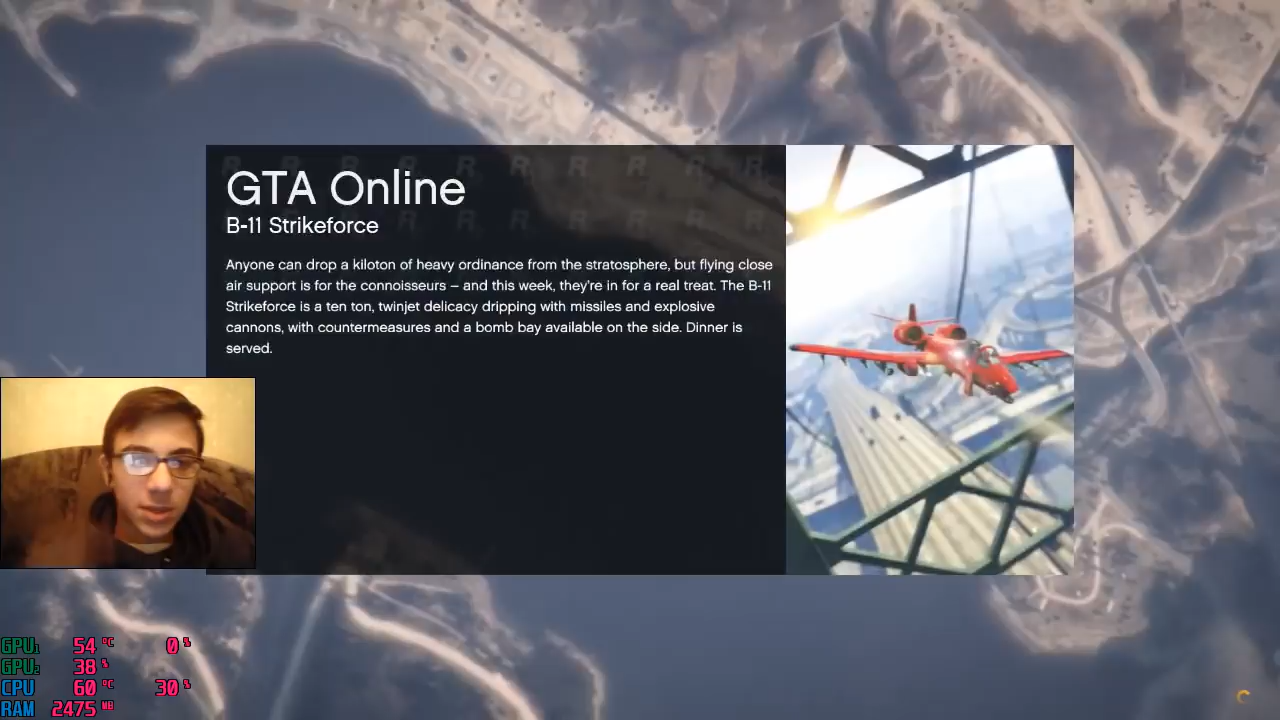 GTA Online
B-11 Strikeforce
Anyone can drop a kiloton of heavy ordinance from the stratosphere, but flying close
air support is for the connoisseurs – and this week, they're in for a real treat. The B-11
Strikeforce is a ten ton, twinjet delicacy dripping with missiles and explosive
cannons, with countermeasures and a bomb bay available on the side. Dinner is
served.
GPU1 54 °C 0 %
GPU2 38 %
CPU 60 °C 30 %
RAM 2475 MB